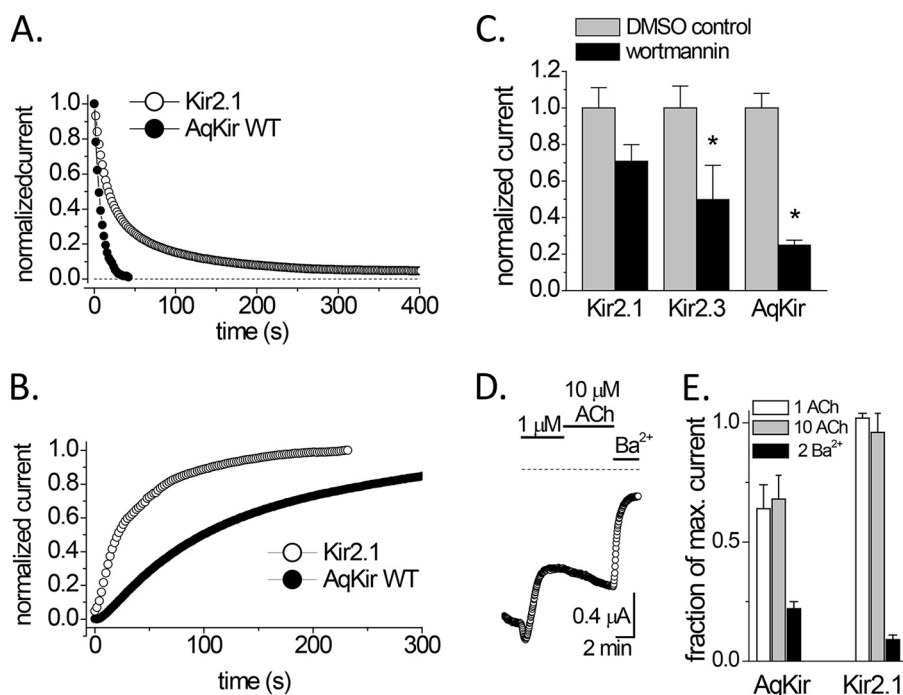 A.
normalizedcurrent
1.0
0.8
0.6
0.4
0.2
0.0
Kir2.1
AqKir WT
0 100 200 300 400
time (s)
B.
normalized current
1.0
0.8
0.6
0.4
0.2
0.0
Kir2.1
AqKir WT
0 100 200 300
time (s)
C.
DMSO control
wortmannin
normalized current
1.2
1.0
0.8
0.6
0.4
0.2
0.0
*
*
Kir2.1 Kir2.3 AqKir
D.
10 μM
1 μM ACh
Ba²⁺
0.4 μA
2 min
E.
1 ACh
10 ACh
2 Ba²⁺
fraction of max. current
1.0
0.5
0.0
AqKir Kir2.1